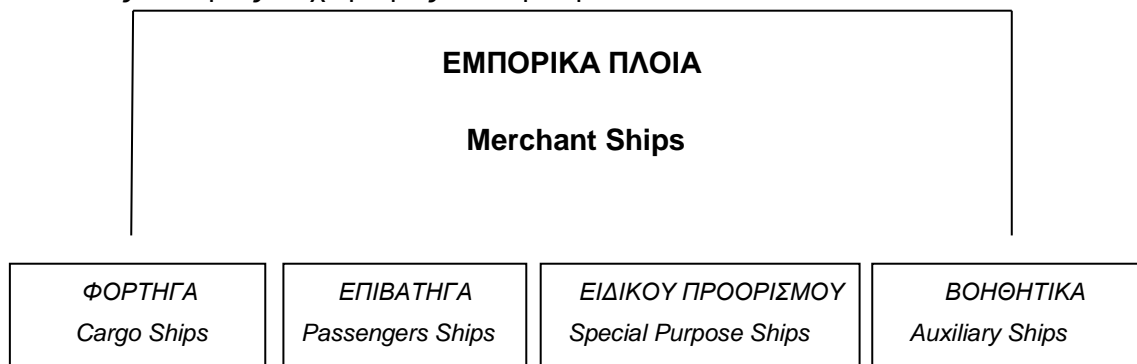 ΕΜΠΟΡΙΚΑ ΠΛΟΙΑ
Merchant Ships
ΦΟΡΤΗΓΑ
Cargo Ships
ΕΠΙΒΑΤΗΓΑ
Passengers Ships
ΕΙΔΙΚΟΥ ΠΡΟΟΡΙΣΜΟΥ
Special Purpose Ships
ΒΟΗΘΗΤΙΚΑ
Auxiliary Ships